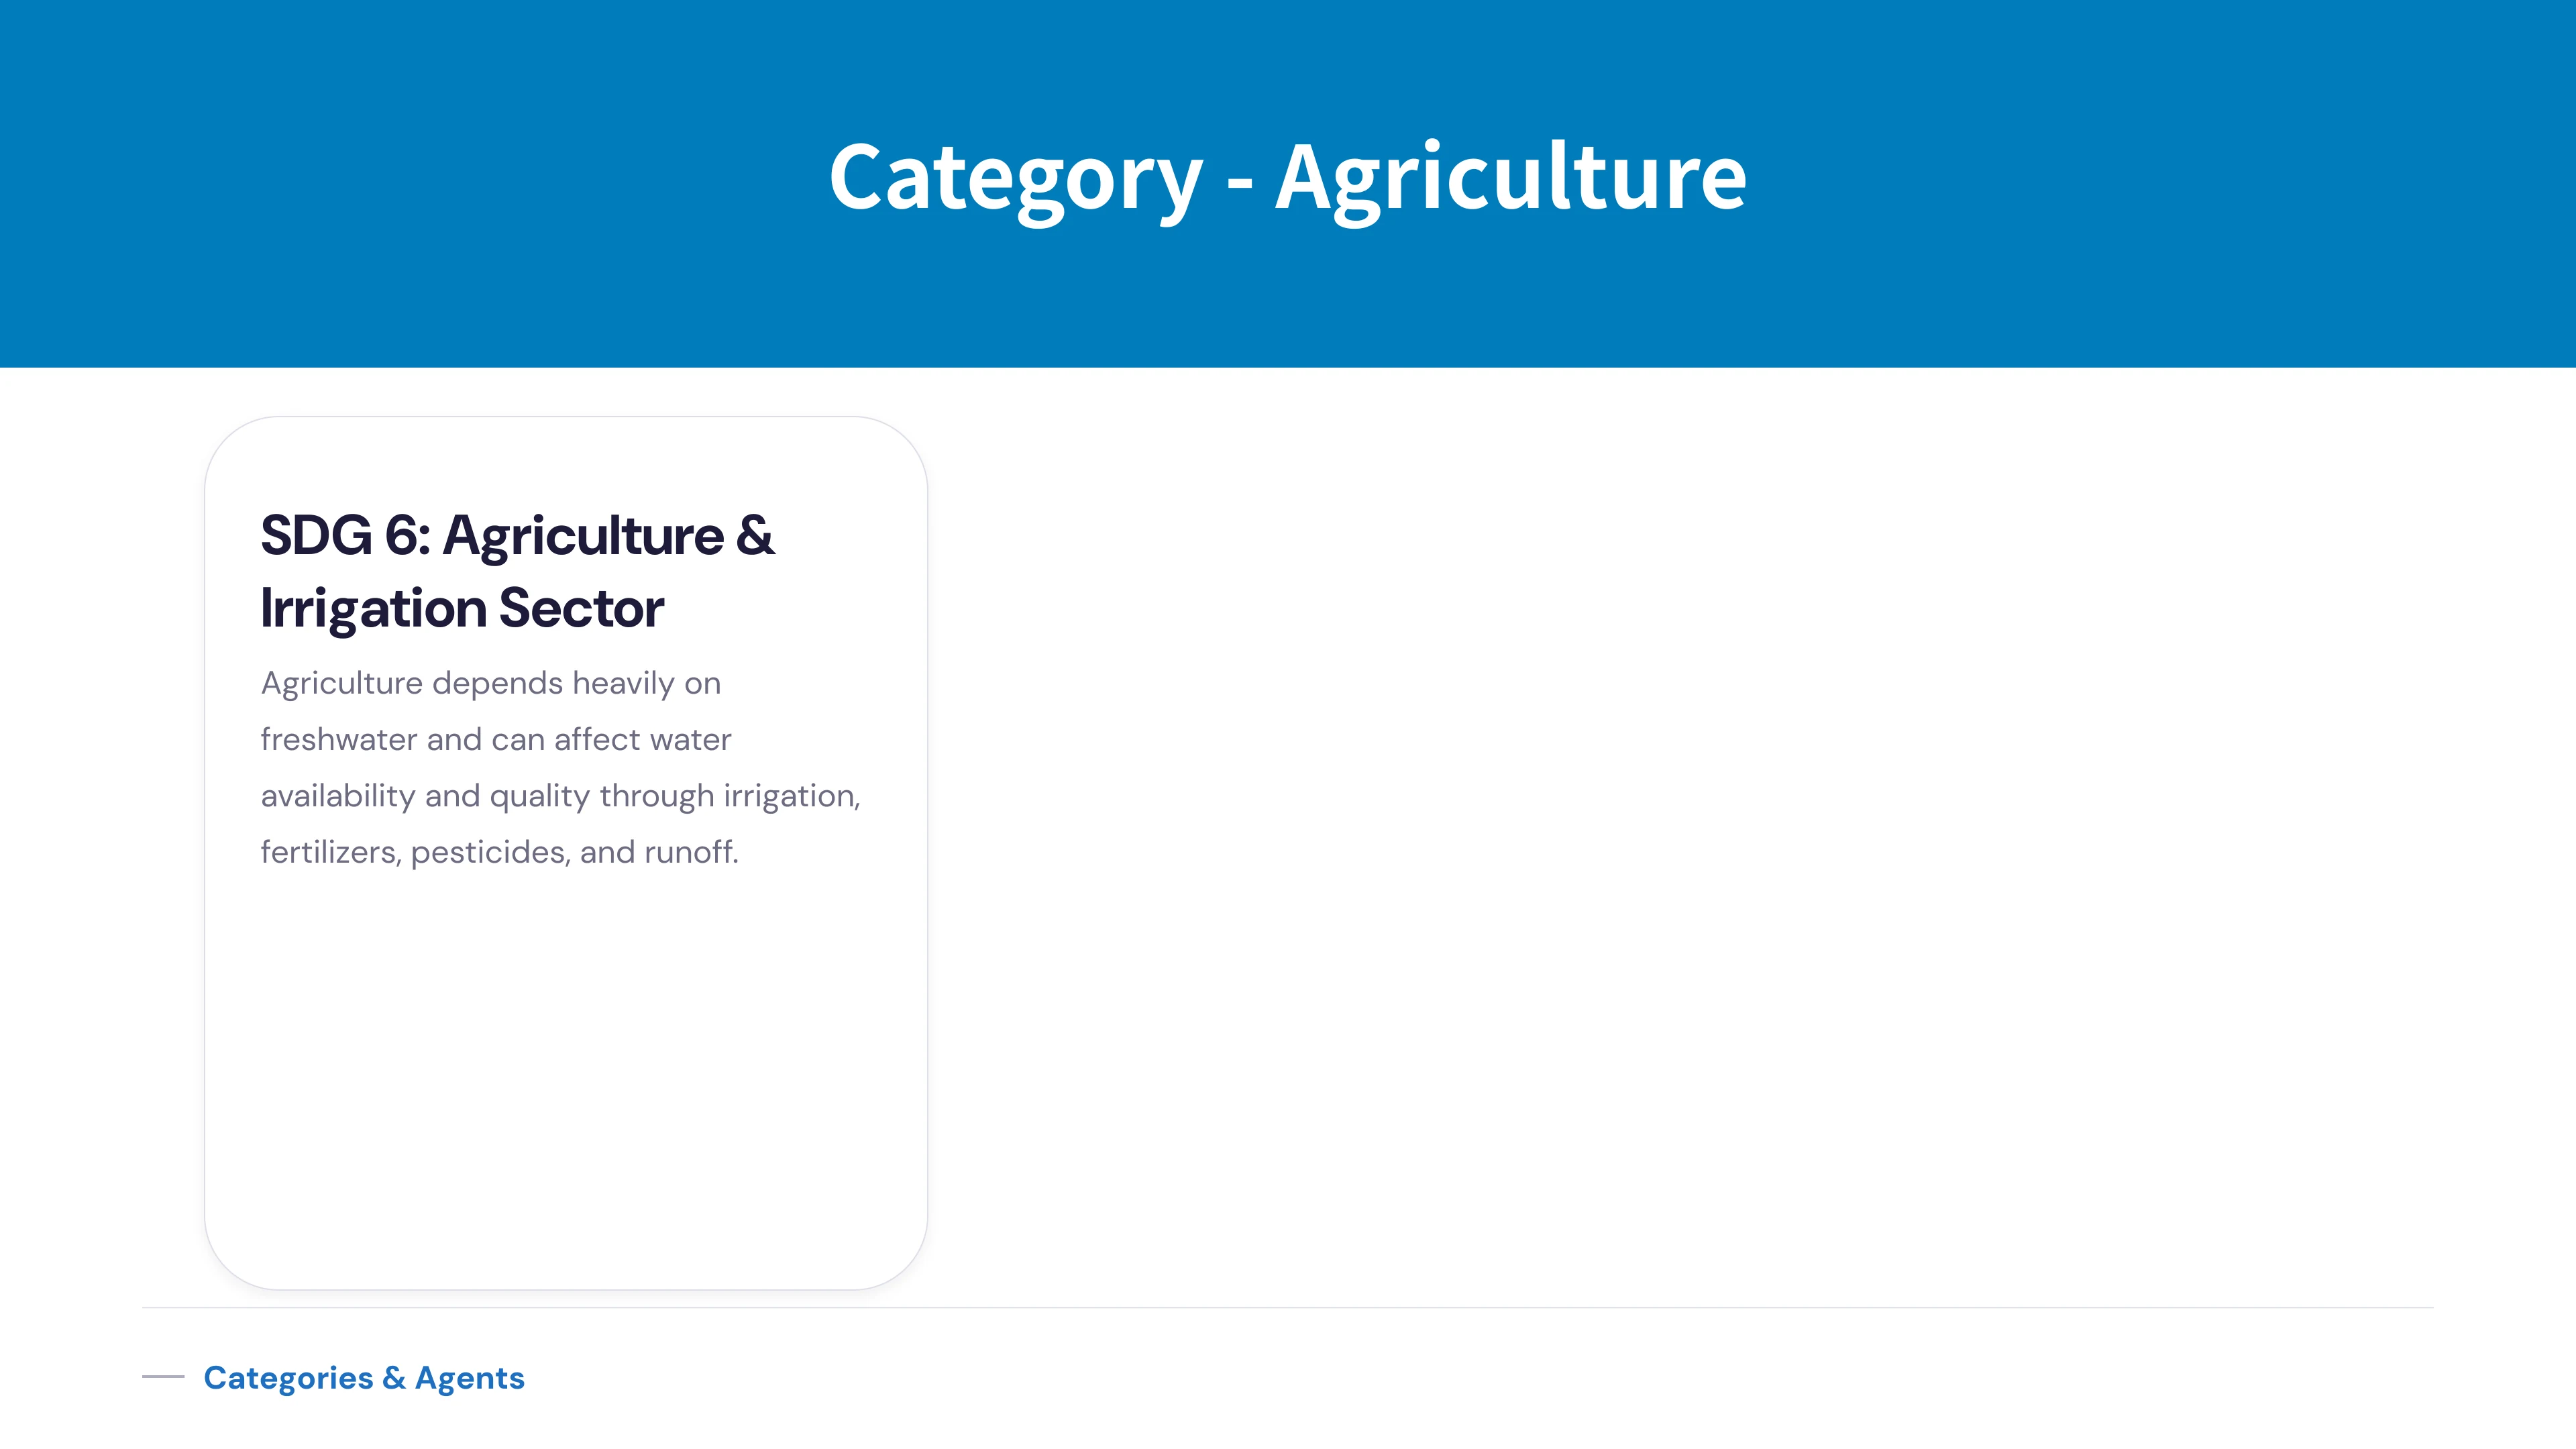 Category - Agriculture
SDG 6: Agriculture &
Irrigation Sector
Agriculture depends heavily on
freshwater and can affect water
availability and quality through irrigation,
fertilizers, pesticides, and runoff.
Categories & Agents